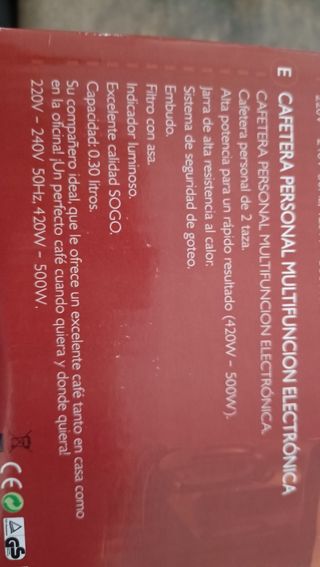 E CAFETERA PERSONAL MULTIFUNCION ELECTRÓNICA
CAFETERA PERSONAL MULTIFUNCION ELECTRÓNICA.
Cafetera personal de 2 taza.
Alta potencia para un rápido resultado (420W – 500W).
Jarra de alta resistencia al calor.
Sistema de seguridad de goteo.
Embudo.
Filtro con asa.
Indicador luminoso.
Excelente calidad SOGO.
Capacidad: 0.30 litros.
Su compañero ideal, que le ofrece un excelente café tanto en casa como
en la oficina! ¡Un perfecto café cuando quiera y donde quiera!
220V – 240V 50Hz, 420W – 500W.
CE
GS